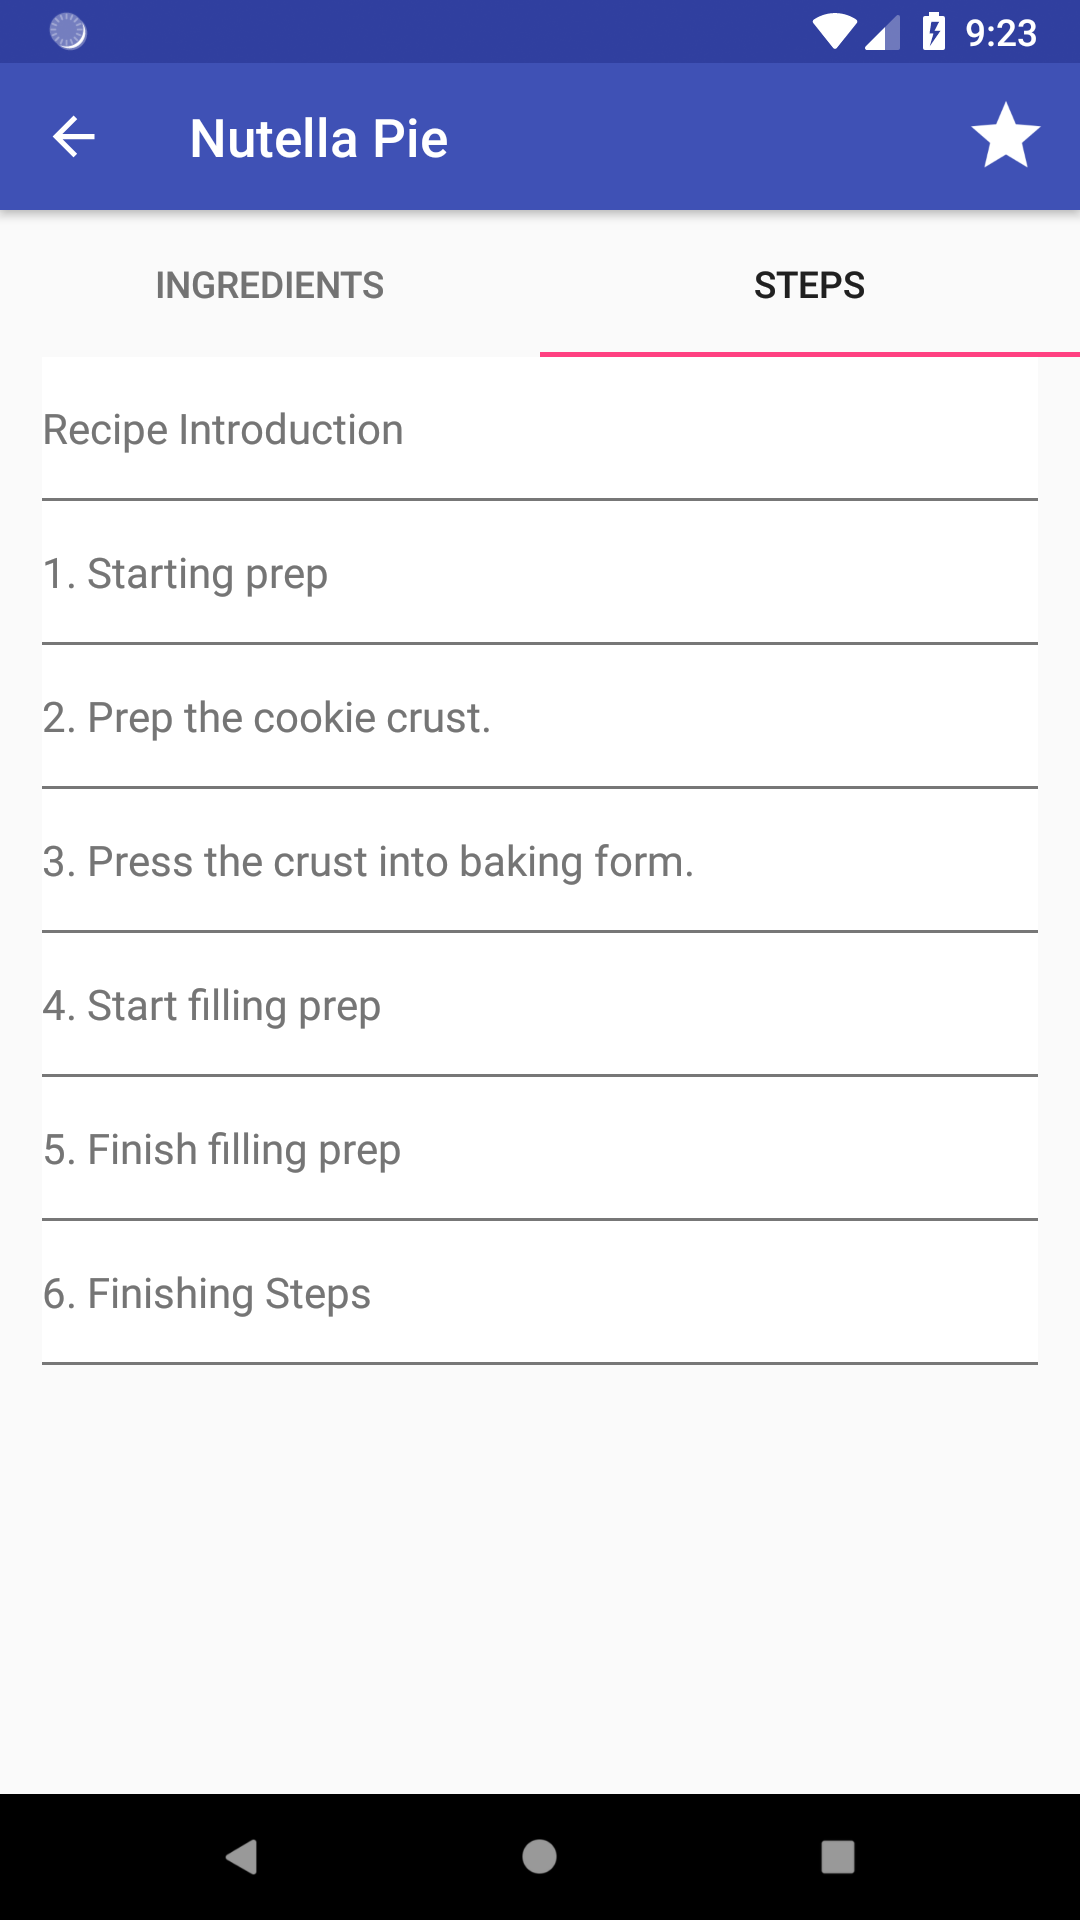 9:23
Nutella Pie
INGREDIENTS
STEPS
Recipe Introduction
1. Starting prep
2. Prep the cookie crust.
3. Press the crust into baking form.
4. Start filling prep
5. Finish filling prep
6. Finishing Steps